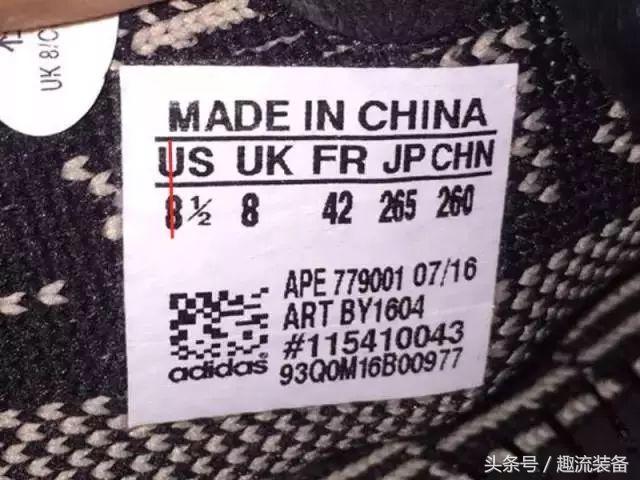 UK 8/C
MADE IN CHINA
US UK FR JP CHN
8½ 8 42 265 260
APE 779001 07/16
ART BY1604
#115410043
93Q0M16B00977
adidas
头条号 / 趣流装备